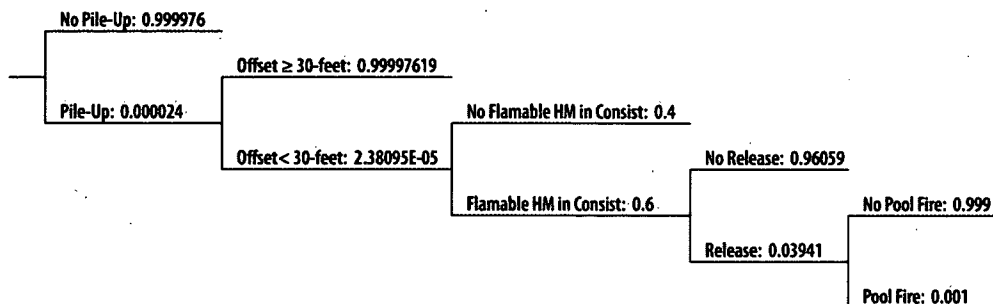 No Pile-Up: 0.999976
Offset ≥ 30-feet: 0.99997619
Pile-Up: 0.000024
No Flamable HM in Consist: 0.4
Offset< 30-feet: 2.38095E-05
No Release: 0.96059
Flamable HM in Consist: 0.6
No Pool Fire: 0.999
Release: 0.03941
Pool Fire: 0.001